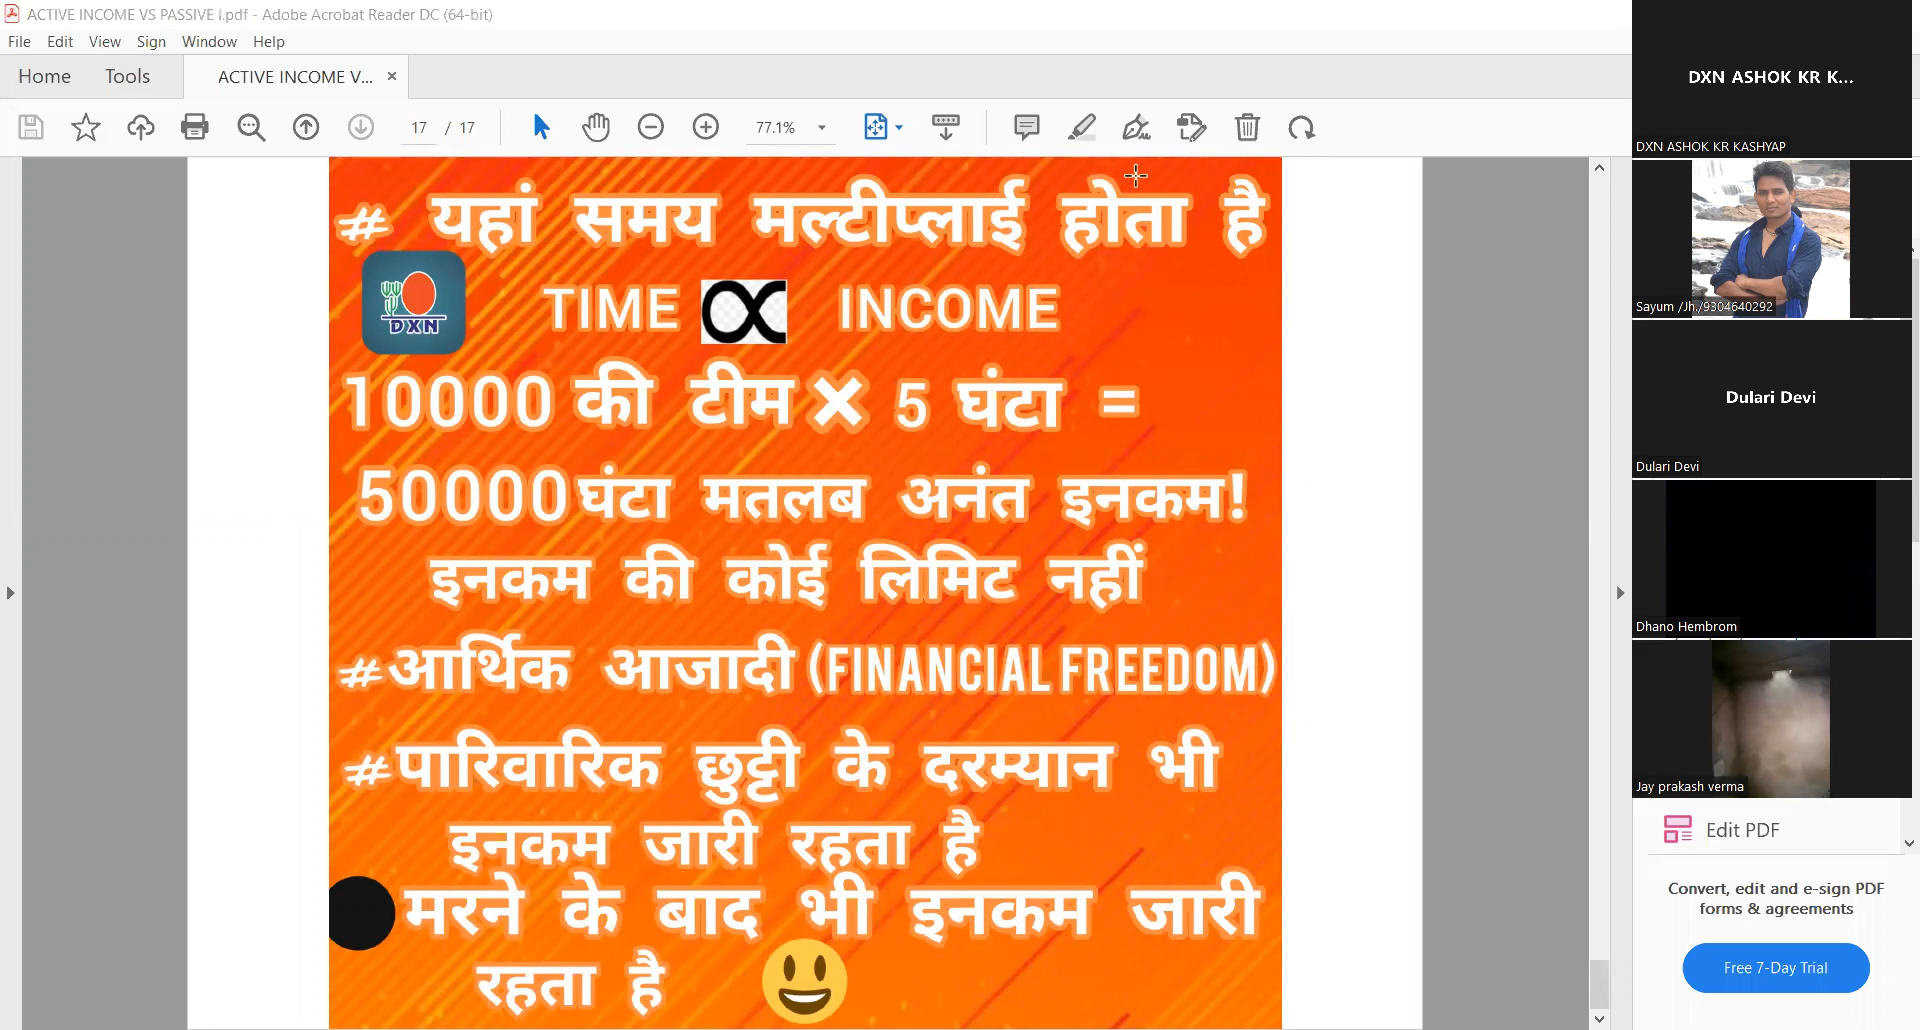 ACTIVE INCOME VS PASSIVE I.pdf - Adobe Acrobat Reader DC (64-bit)
File Edit View Sign Window Help
Home Tools ACTIVE INCOME V... ×
17 / 17 77.1%
# यहां समय मल्टीप्लाई होता है
DXN
TIME ∝ INCOME
10000 की टीम ✖ 5 घंटा =
50000 घंटा मतलब अनंत इनकम!
इनकम की कोई लिमिट नहीं
# आर्थिक आजादी (FINANCIAL FREEDOM)
# पारिवारिक छुट्टी के दरम्यान भी
इनकम जारी रहता है
मरने के बाद भी इनकम जारी
रहता है
DXN ASHOK KR K...
DXN ASHOK KR KASHYAP
Sayum /Jh./9304640292
Dulari Devi
Dulari Devi
Dhano Hembrom
Jay prakash verma
Edit PDF
Convert, edit and e-sign PDF
forms & agreements
Free 7-Day Trial